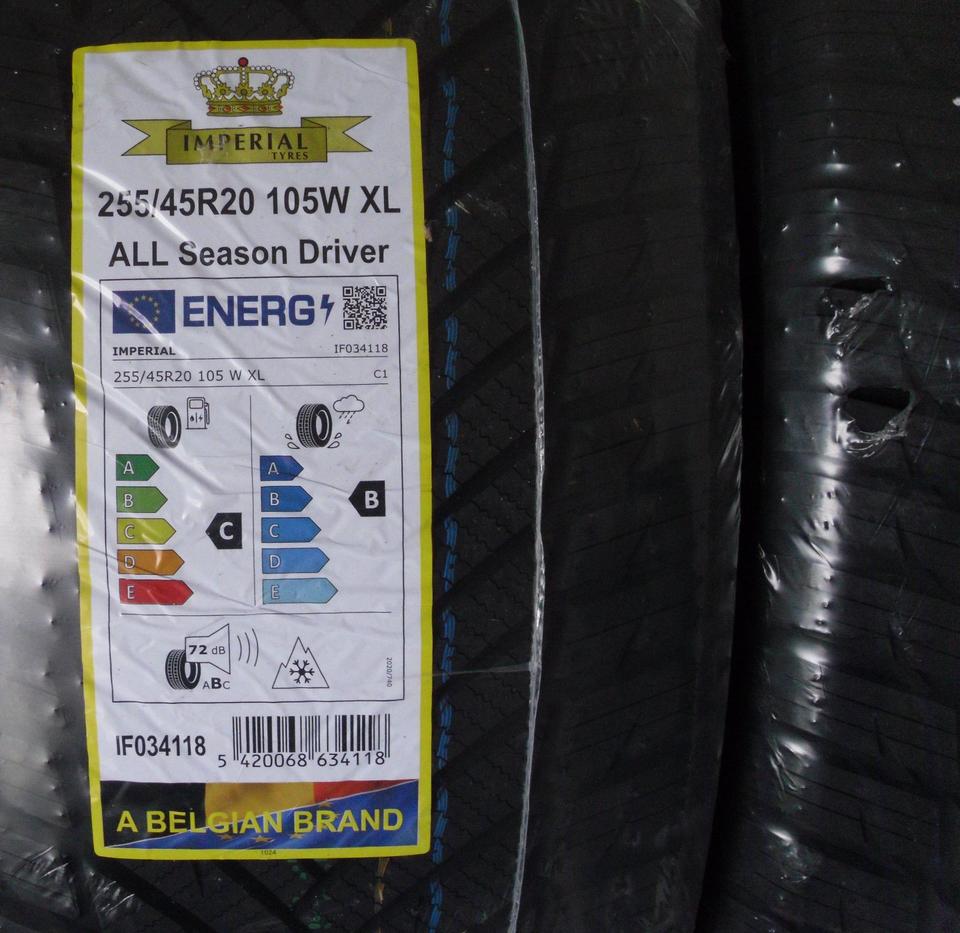 IMPERIAL
TYRES
255/45R20 105W XL
ALL Season Driver
ENERG
IMPERIAL IF034118
255/45R20 105 W XL C1
A A
B B B
C C C
D D
E E
72 dB
ABC
2020/740
IF034118 5 420068 634118
A BELGIAN BRAND
1024